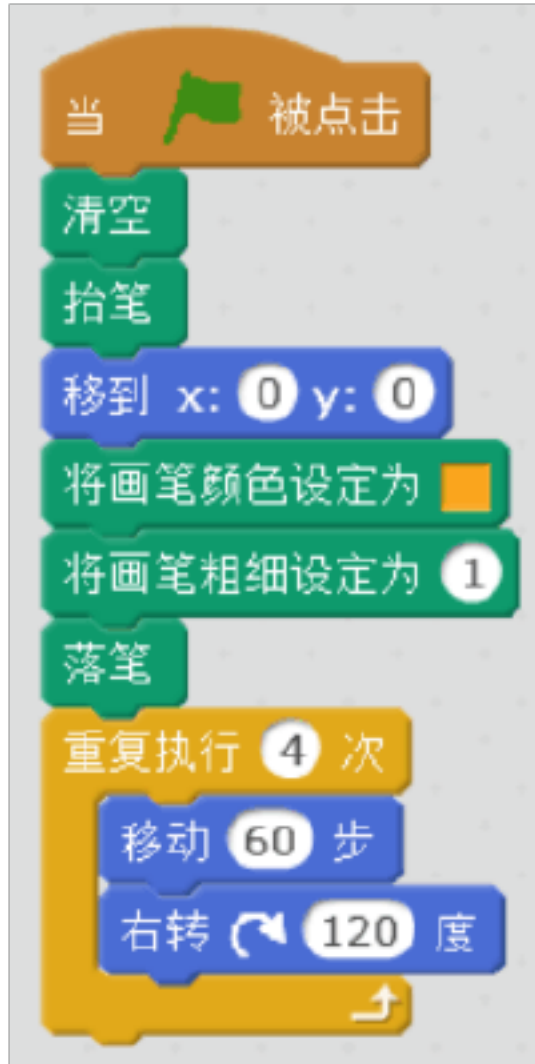 当 被点击
清空
抬笔
移到 x: 0 y: 0
将画笔颜色设定为
将画笔粗细设定为 1
落笔
重复执行 4 次
移动 60 步
右转 120 度